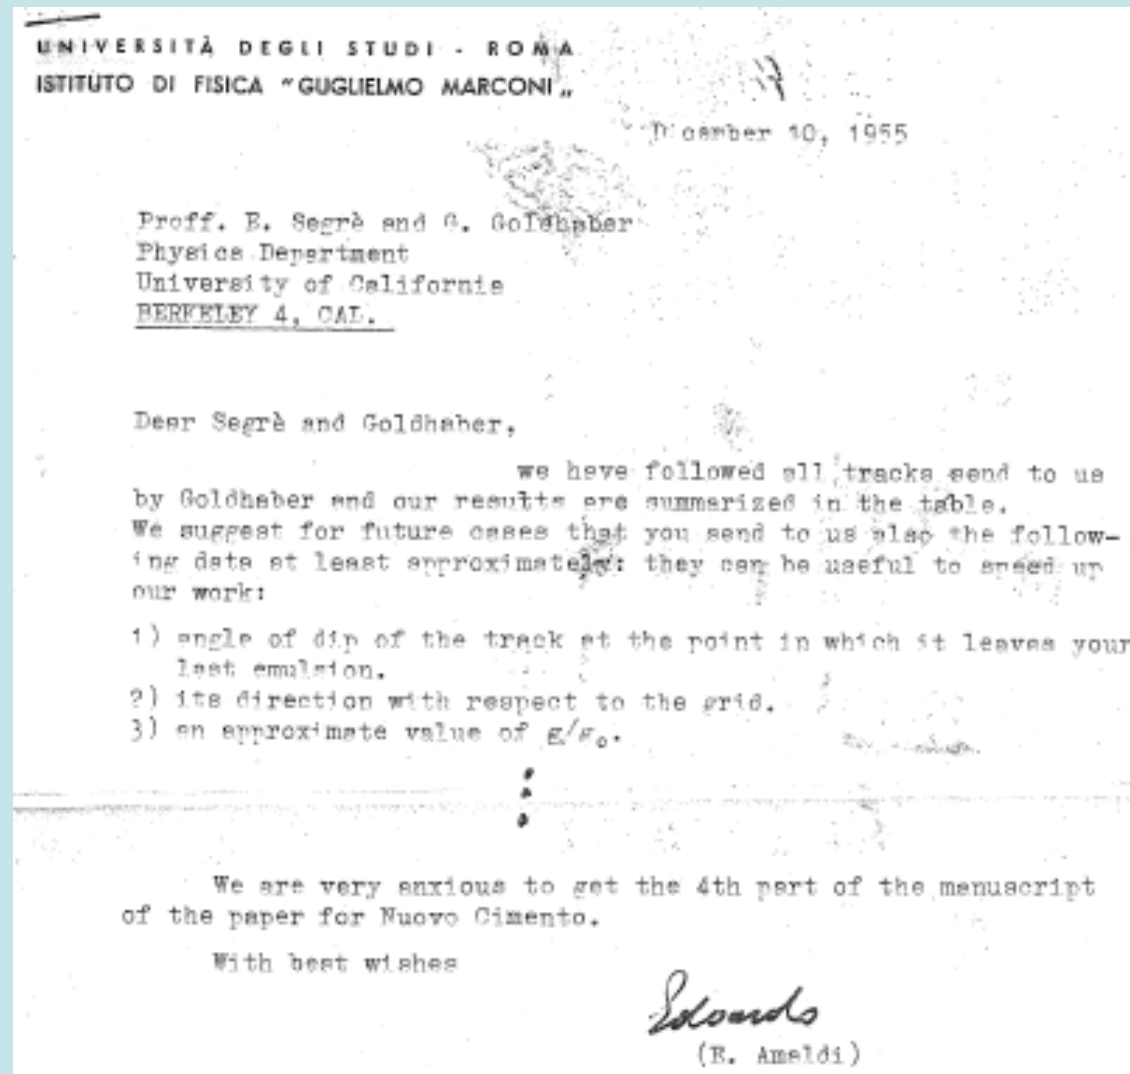 UNIVERSITÀ DEGLI STUDI - ROMA
ISTITUTO DI FISICA "GUGLIELMO MARCONI„
December 10, 1955
Proff. E. Segrè and G. Goldhaber
Physics Department
University of California
BERKELEY 4, CAL.
Dear Segrè and Goldhaber,
we have followed all tracks send to us
by Goldhaber and our results are summarized in the table.
We suggest for future cases that you send to us also the follow-
ing data at least approximately: they can be useful to speed up
our work:
1) angle of dip of the track at the point in which it leaves your
last emulsion.
2) its direction with respect to the grid.
3) an approximate value of g/g₀.
We are very anxious to get the 4th part of the manuscript
of the paper for Nuovo Cimento.
With best wishes
Edoardo
(E. Amaldi)